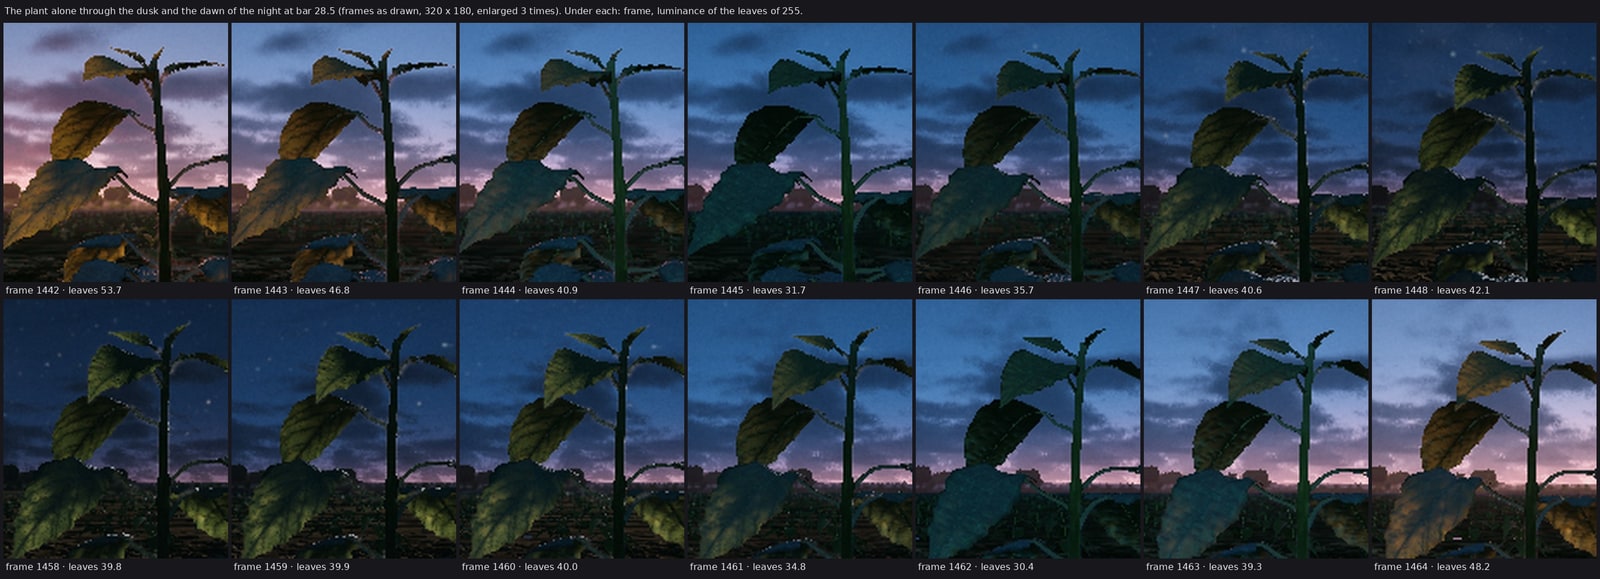 The plant alone through the dusk and the dawn of the night at bar 28.5 (frames as drawn, 320 x 180, enlarged 3 times). Under each: frame, luminance of the leaves of 255.
frame 1442 · leaves 53.7
frame 1443 · leaves 46.8
frame 1444 · leaves 40.9
frame 1445 · leaves 31.7
frame 1446 · leaves 35.7
frame 1447 · leaves 40.6
frame 1448 · leaves 42.1
frame 1458 · leaves 39.8
frame 1459 · leaves 39.9
frame 1460 · leaves 40.0
frame 1461 · leaves 34.8
frame 1462 · leaves 30.4
frame 1463 · leaves 39.3
frame 1464 · leaves 48.2